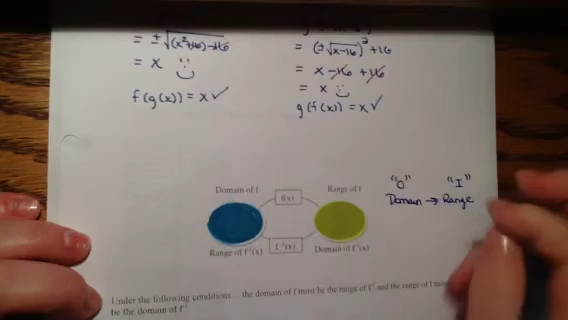 = ±√(x²+16)-16
= x
f(g(x)) = x ✓
= (±√x-16)² +16
= x -16 +16
= x
g(f(x)) = x ✓
Domain of f
Range of f
f(x)
f⁻¹(x)
Range of f⁻¹(x)
Domain of f⁻¹(x)
"O" "I"
Domain → Range
Under the following conditions... the domain of f must be the range of f⁻¹ and the range of f must
be the domain of f⁻¹